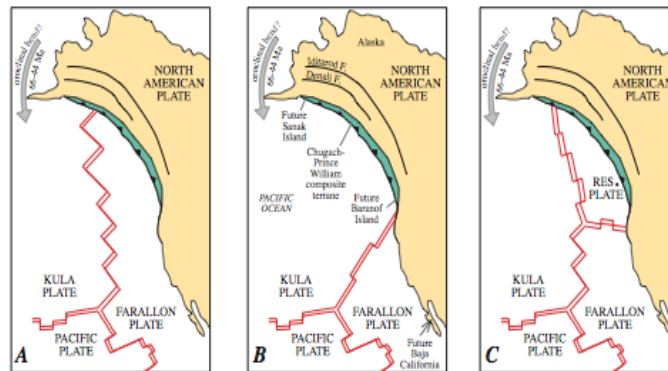 oroclinal bend?
66–44 Ma
NORTH
AMERICAN
PLATE
KULA
PLATE
FARALLON
PLATE
PACIFIC
PLATE
A
oroclinal bend?
66–44 Ma
Alaska
Iditarod F.
Denali F.
NORTH
AMERICAN
PLATE
Future
Sanak
Island
Chugach-
Prince
William
composite
terrane
PACIFIC
OCEAN
Future
Baranof
Island
KULA
PLATE
FARALLON
PLATE
PACIFIC
PLATE
Future
Baja
California
B
oroclinal bend?
66–44 Ma
NORTH
AMERICAN
PLATE
RES.
PLATE
KULA
PLATE
FARALLON
PLATE
PACIFIC
PLATE
C